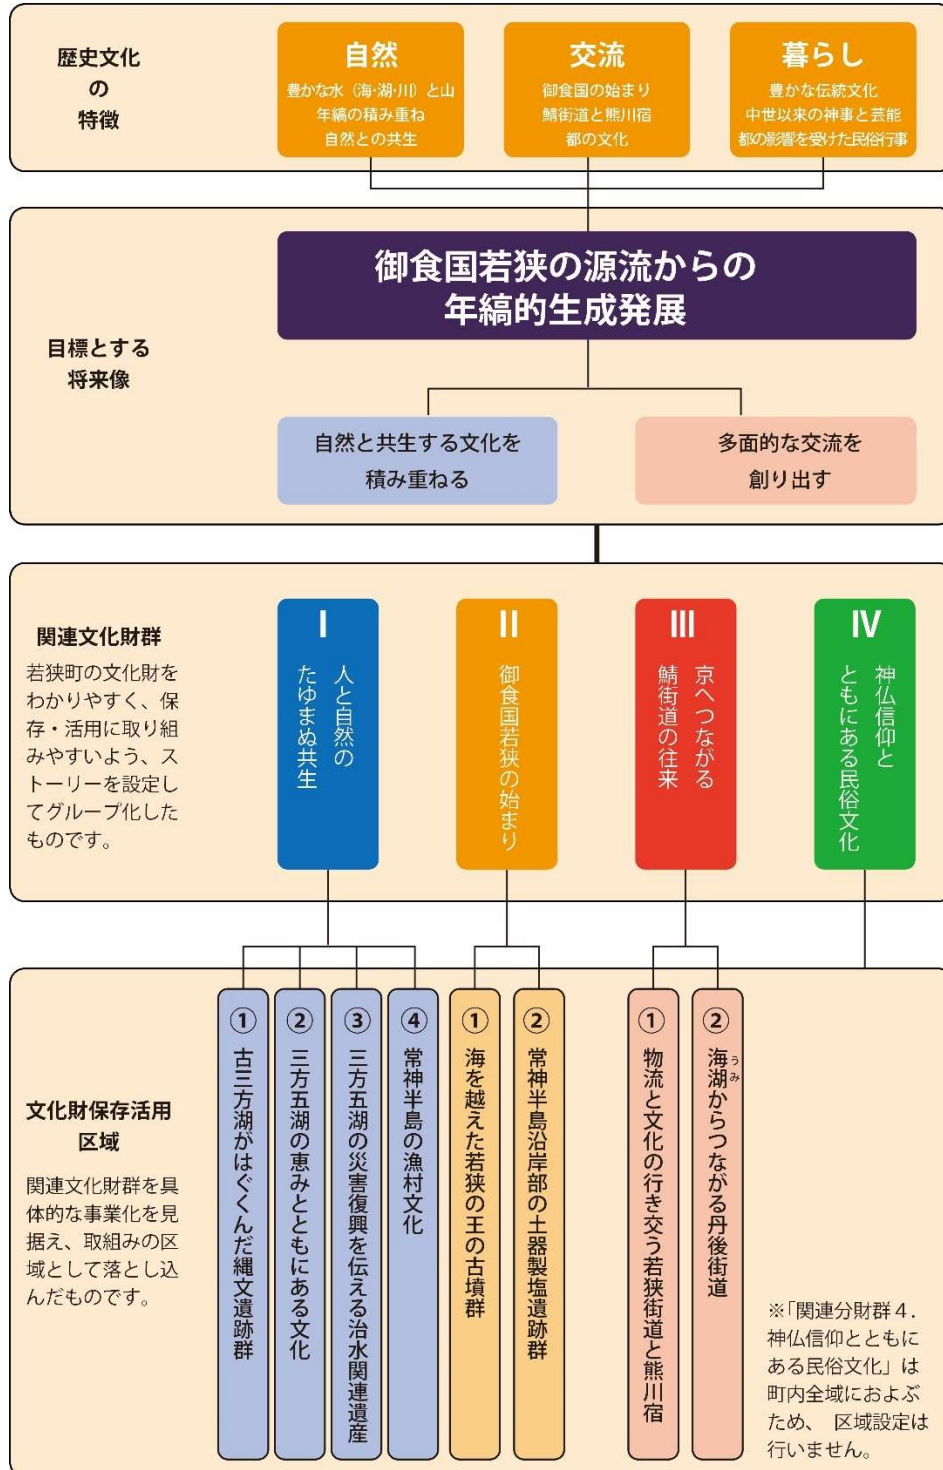 歴史文化
の
特徴
自然
豊かな水（海・湖・川）と山
年縞の積み重ね
自然との共生
交流
御食国の始まり
鯖街道と熊川宿
都の文化
暮らし
豊かな伝統文化
中世以来の神事と芸能
都の影響を受けた民俗行事
目標とする
将来像
御食国若狭の源流からの
年縞的生成発展
自然と共生する文化を
積み重ねる
多面的な交流を
創り出す
関連文化財群
若狭町の文化財を
わかりやすく、保
存・活用に取り組
みやすいよう、ス
トーリーを設定し
てグループ化した
ものです。
Ⅰ
人と自然の
たゆまぬ共生
Ⅱ
御食国若狭の始まり
Ⅲ
京へつながる
鯖街道の往来
Ⅳ
神仏信仰と
ともにある民俗文化
文化財保存活用
区域
関連文化財群を具
体的な事業化を見
据え、取組みの区
域として落とし込
んだものです。
① 古三方湖がはぐくんだ縄文遺跡群
② 三方五湖の恵みとともにある文化
③ 三方五湖の災害復興を伝える治水関連遺産
④ 常神半島の漁村文化
① 海を越えた若狭の王の古墳群
② 常神半島沿岸部の土器製塩遺跡群
① 物流と文化の行き交う若狭街道と熊川宿
② 海湖からつながる丹後街道
うみ
※「関連分財群４．
神仏信仰とともに
ある民俗文化」は
町内全域におよぶ
ため、 区域設定は
行いません。